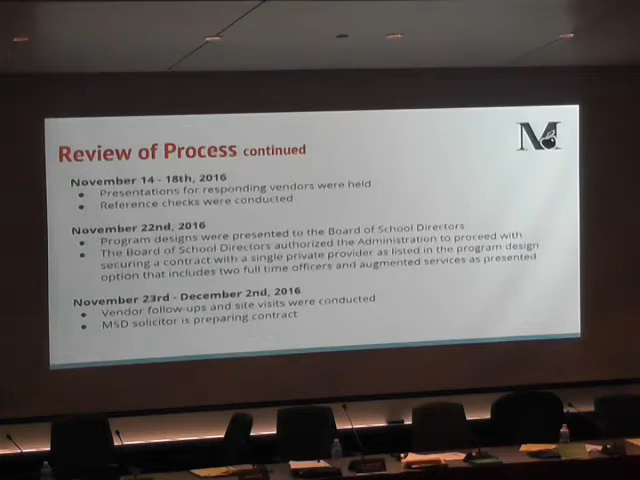 M
Review of Process continued
November 14 - 18th, 2016
• Presentations for responding vendors were held
• Reference checks were conducted
November 22nd, 2016
• Program designs were presented to the Board of School Directors
• The Board of School Directors authorized the Administration to proceed with
securing a contract with a single private provider as listed in the program design
option that includes two full time officers and augmented services as presented
November 23rd - December 2nd, 2016
• Vendor follow-ups and site visits were conducted
• MSD solicitor is preparing contract